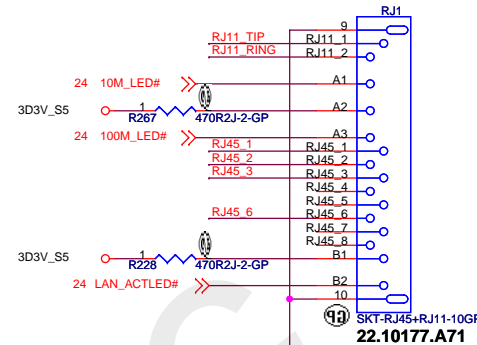 RJ1
9
RJ11_TIP RJ11_1
RJ11_RING RJ11_2
24 10M_LED# A1
3D3V_S5 1 A2
R267 470R2J-2-GP
24 100M_LED# A3
RJ45_1 RJ45_1
RJ45_2 RJ45_2
RJ45_3 RJ45_3
RJ45_4
RJ45_5
RJ45_6 RJ45_6
RJ45_7
RJ45_8
3D3V_S5 1 B1
R228 470R2J-2-GP
24 LAN_ACTLED# B2
10
SKT-RJ45+RJ11-10GP
22.10177.A71